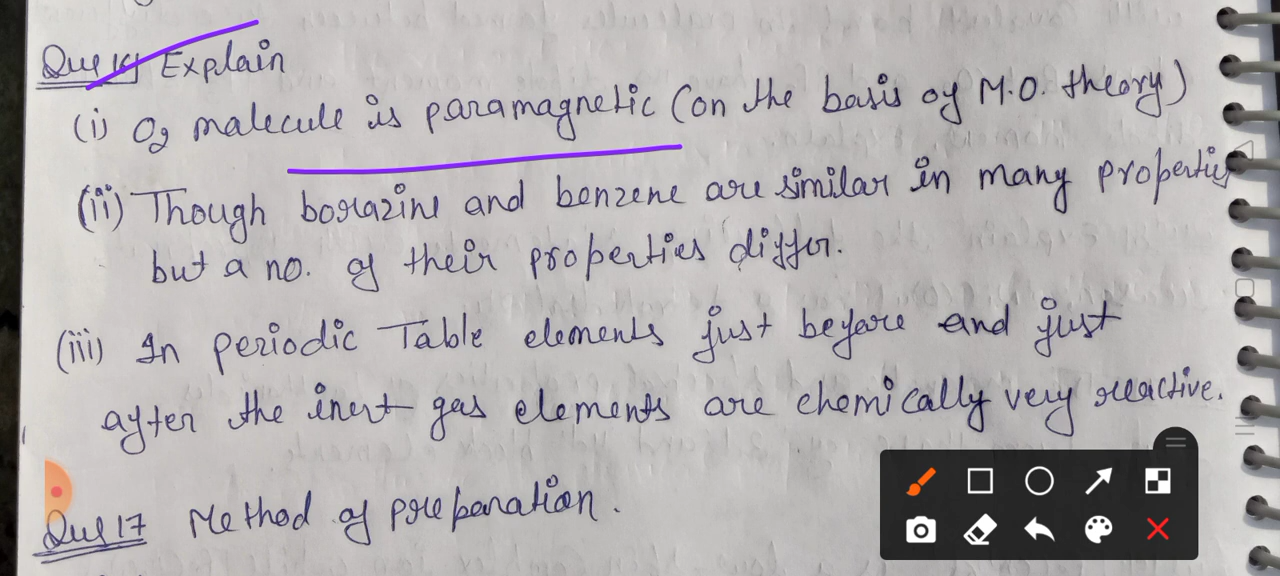 Que 16 Explain
(i) O2 malecule is paramagnetic (on the basis of M.O. theory)
(ii) Though borazine and benzene are similar in many properties
but a no. of their properties differ.
(iii) In periodic Table elements just before and just
after the inert gas elements are chemically very reactive.
Que 17 Method of preparation.